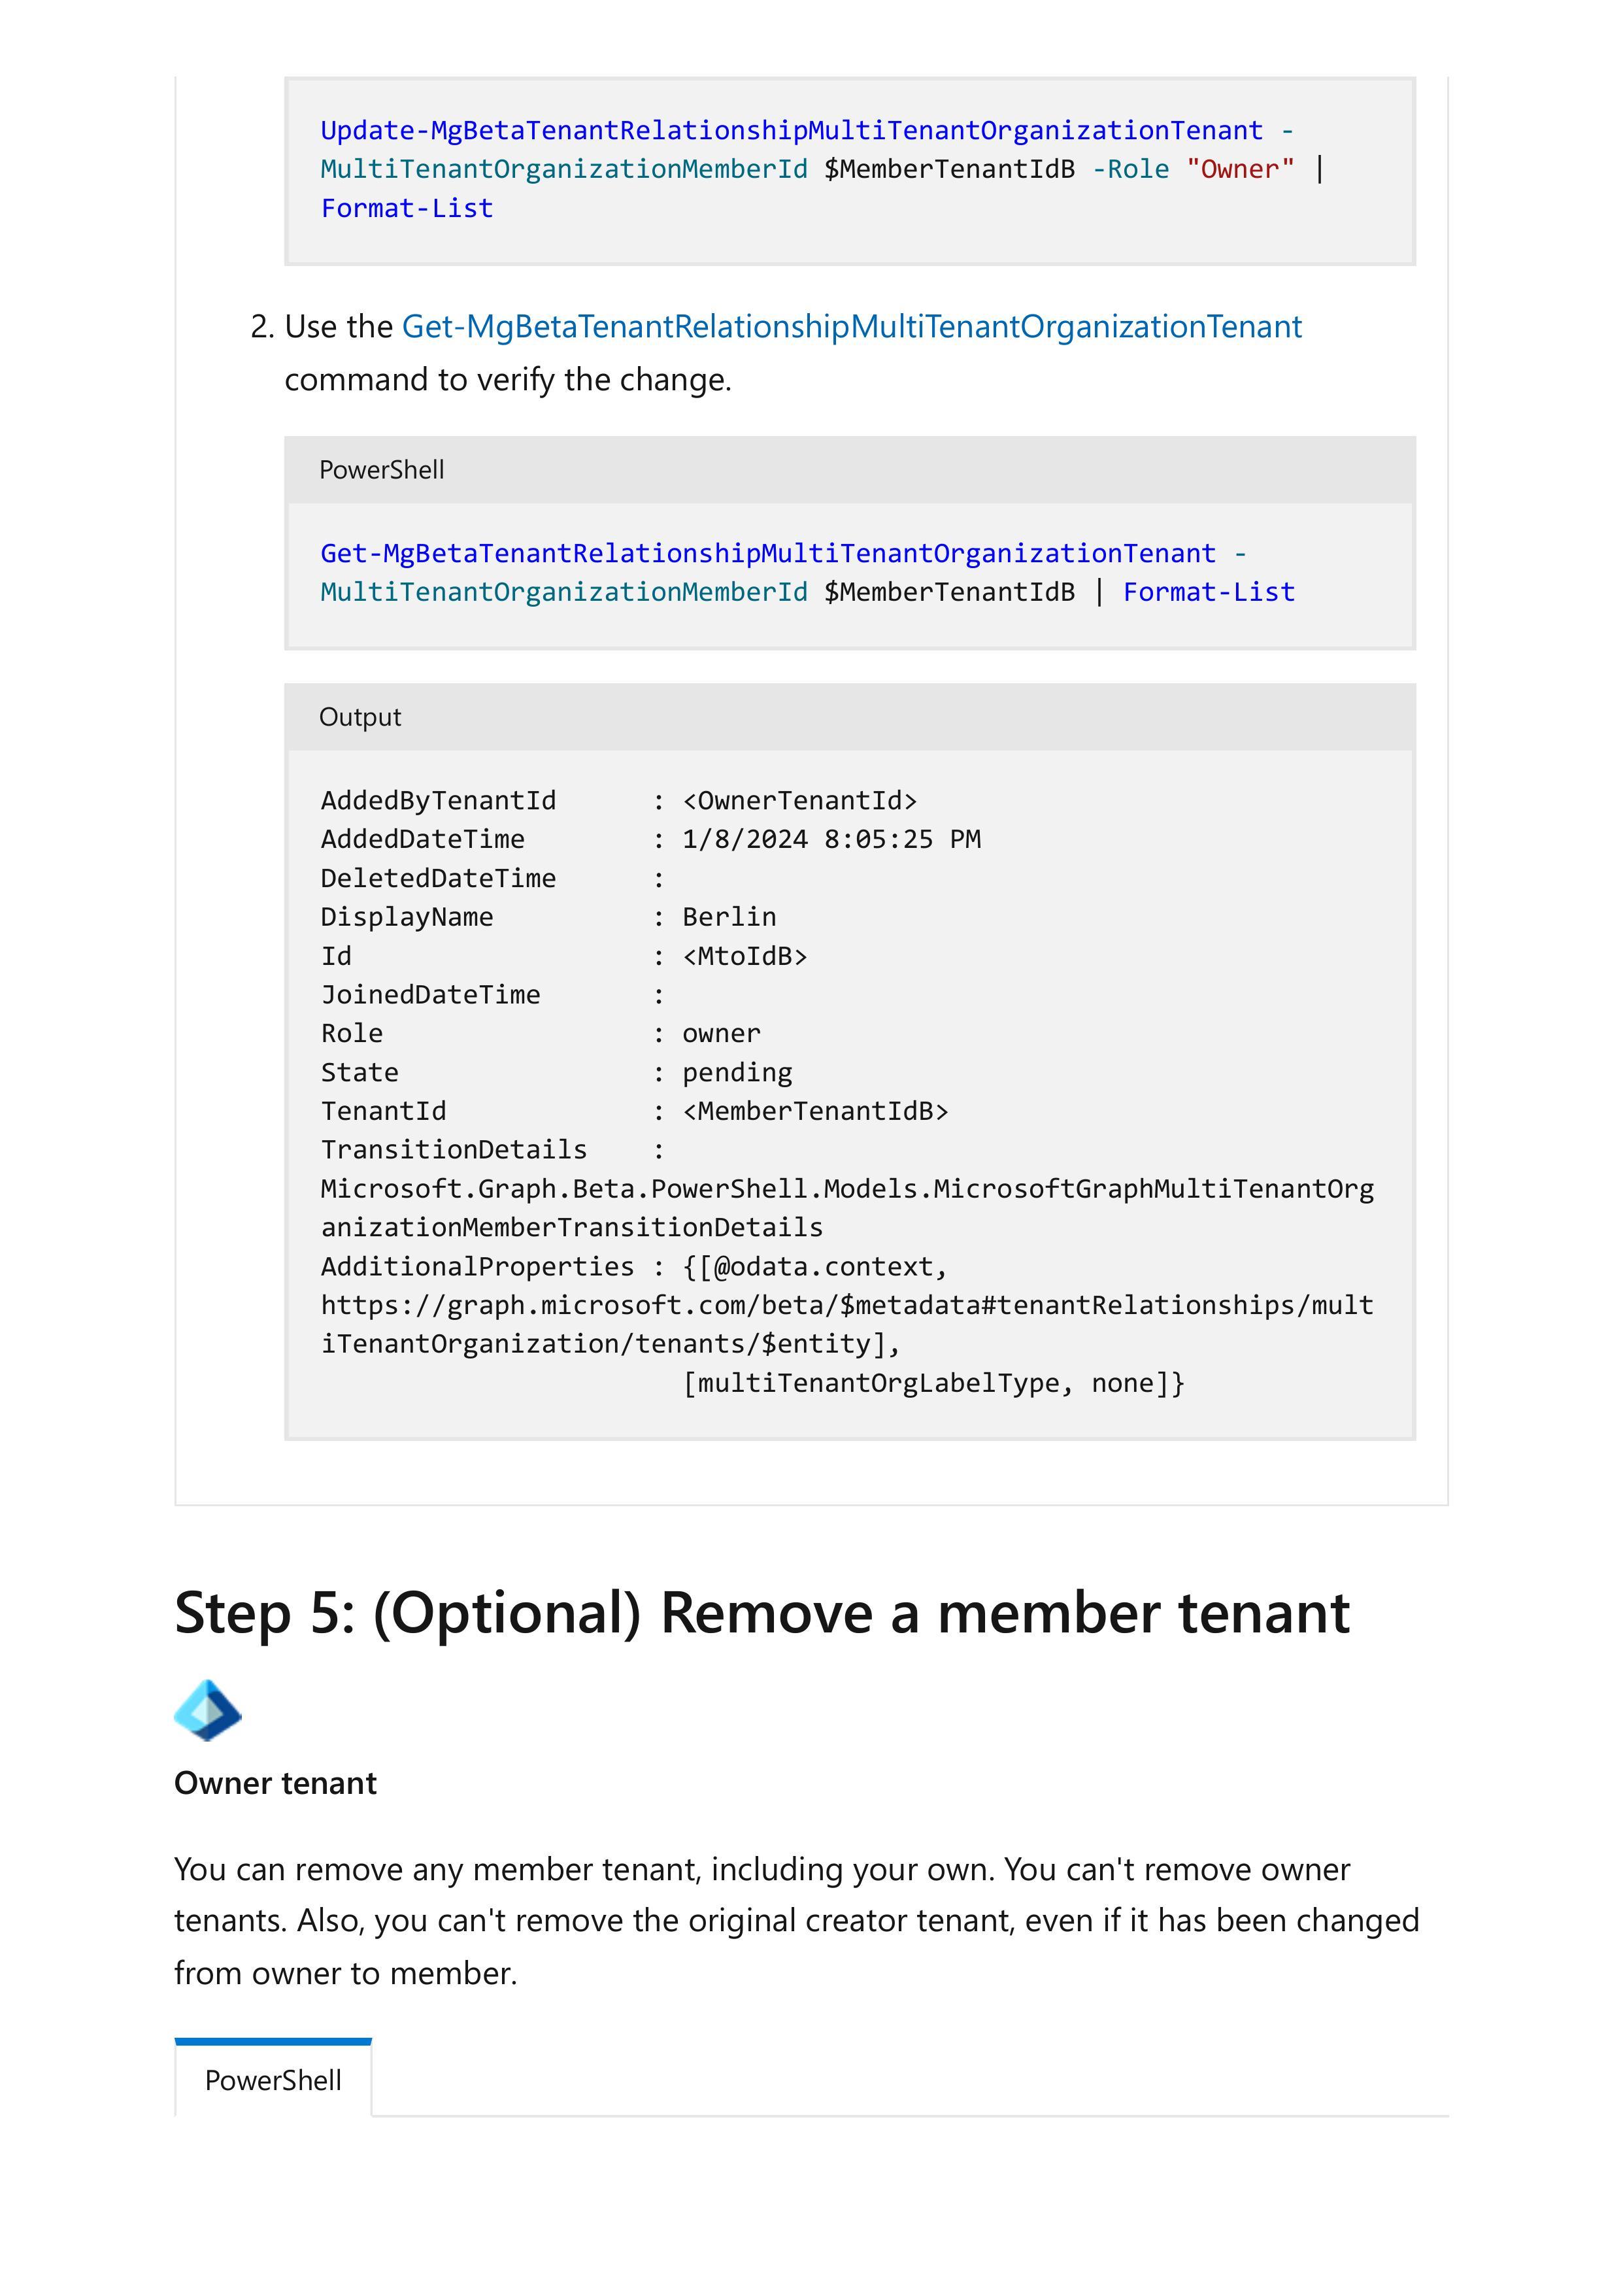 Update-MgBetaTenantRelationshipMultiTenantOrganizationTenant -
MultiTenantOrganizationMemberId $MemberTenantIdB -Role "Owner" |
Format-List
2. Use the Get-MgBetaTenantRelationshipMultiTenantOrganizationTenant
command to verify the change.
PowerShell
Get-MgBetaTenantRelationshipMultiTenantOrganizationTenant -
MultiTenantOrganizationMemberId $MemberTenantIdB | Format-List
Output
AddedByTenantId      : <OwnerTenantId>
AddedDateTime        : 1/8/2024 8:05:25 PM
DeletedDateTime      :
DisplayName          : Berlin
Id                   : <MtoIdB>
JoinedDateTime       :
Role                 : owner
State                : pending
TenantId             : <MemberTenantIdB>
TransitionDetails    :
Microsoft.Graph.Beta.PowerShell.Models.MicrosoftGraphMultiTenantOrg
anizationMemberTransitionDetails
AdditionalProperties : {[@odata.context,
https://graph.microsoft.com/beta/$metadata#tenantRelationships/mult
iTenantOrganization/tenants/$entity],
                       [multiTenantOrgLabelType, none]}
Step 5: (Optional) Remove a member tenant
Owner tenant
You can remove any member tenant, including your own. You can't remove owner
tenants. Also, you can't remove the original creator tenant, even if it has been changed
from owner to member.
PowerShell